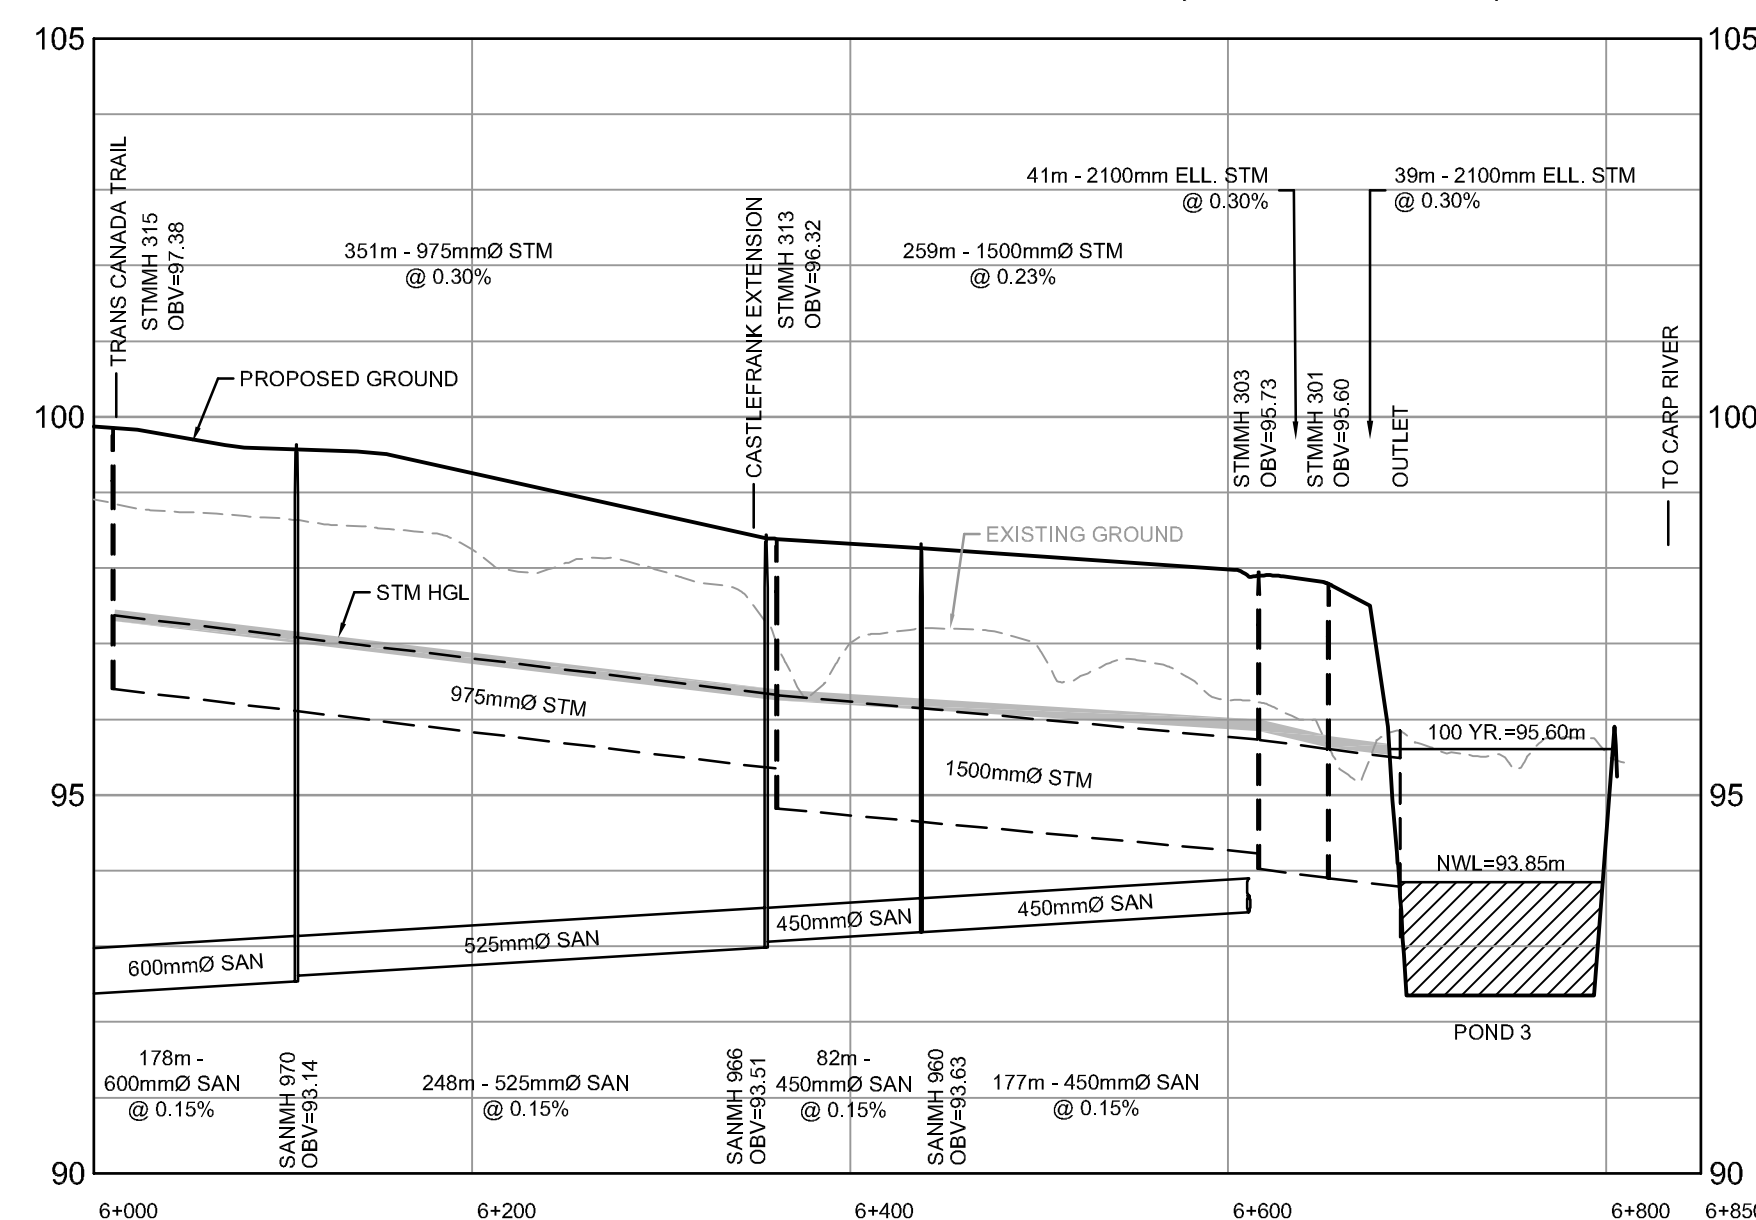 105
105
41m - 2100mm ELL. STM
@ 0.30%
39m - 2100mm ELL. STM
@ 0.30%
TRANS CANADA TRAIL
STMMH 315
OBV=97.38
351m - 975mmØ STM
@ 0.30%
CASTLEFRANK EXTENSION
STMMH 313
OBV=96.32
259m - 1500mmØ STM
@ 0.23%
STMMH 303
OBV=95.73
STMMH 301
OBV=95.60
OUTLET
TO CARP RIVER
PROPOSED GROUND
100
100
EXISTING GROUND
STM HGL
975mmØ STM
100 YR.=95.60m
1500mmØ STM
95
95
NWL=93.85m
450mmØ SAN
450mmØ SAN
525mmØ SAN
600mmØ SAN
POND 3
178m -
600mmØ SAN
@ 0.15%
SANMH 970
OBV=93.14
248m - 525mmØ SAN
@ 0.15%
SANMH 966
OBV=93.51
82m -
450mmØ SAN
@ 0.15%
SANMH 960
OBV=93.63
177m - 450mmØ SAN
@ 0.15%
90
90
6+000
6+200
6+400
6+600
6+800
6+850